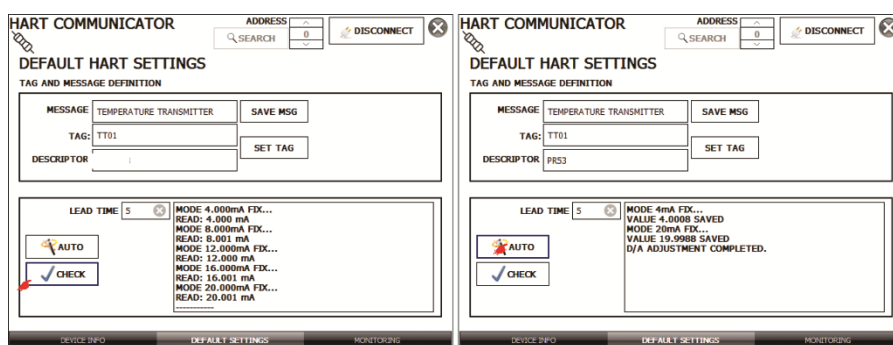 HART COMMUNICATOR
ADDRESS
SEARCH
0
DISCONNECT
DEFAULT HART SETTINGS
TAG AND MESSAGE DEFINITION
MESSAGE TEMPERATURE TRANSMITTER SAVE MSG
TAG: TT01
SET TAG
DESCRIPTOR
LEAD TIME 5
AUTO
CHECK
MODE 4.000mA FIX...
READ: 4.000 mA
MODE 8.000mA FIX...
READ: 8.001 mA
MODE 12.000mA FIX...
READ: 12.000 mA
MODE 16.000mA FIX...
READ: 16.001 mA
MODE 20.000mA FIX...
READ: 20.001 mA
-----------
DEVICE INFO DEFAULT SETTINGS MONITORING
HART COMMUNICATOR
ADDRESS
SEARCH
0
DISCONNECT
DEFAULT HART SETTINGS
TAG AND MESSAGE DEFINITION
MESSAGE TEMPERATURE TRANSMITTER SAVE MSG
TAG: TT01
SET TAG
DESCRIPTOR PR53
LEAD TIME 5
AUTO
CHECK
MODE 4mA FIX...
VALUE 4.0008 SAVED
MODE 20mA FIX...
VALUE 19.9988 SAVED
D/A ADJUSTMENT COMPLETED.
DEVICE INFO DEFAULT SETTINGS MONITORING